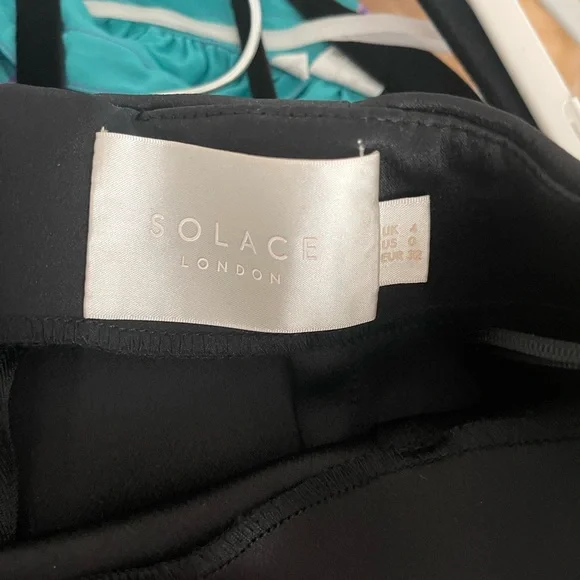 SOLACE
LONDON
UK 4
US 0
EUR 32